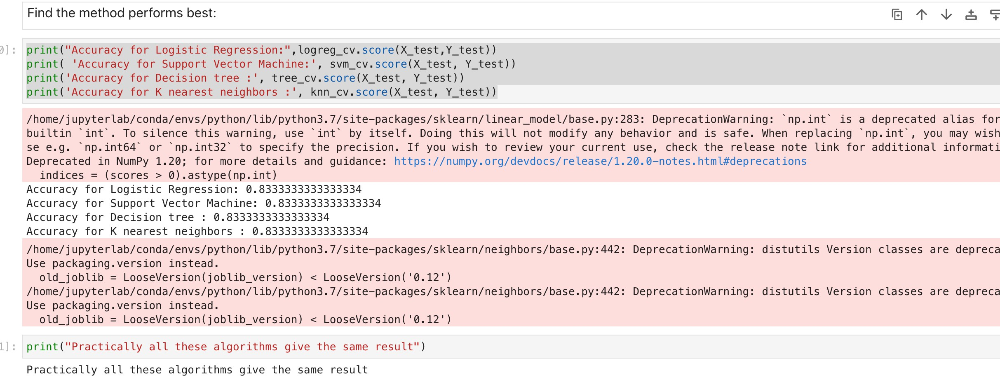 Find the method performs best:
0]:
print("Accuracy for Logistic Regression:",logreg_cv.score(X_test,Y_test))
print( 'Accuracy for Support Vector Machine:', svm_cv.score(X_test, Y_test))
print('Accuracy for Decision tree :', tree_cv.score(X_test, Y_test))
print('Accuracy for K nearest neighbors :', knn_cv.score(X_test, Y_test))
/home/jupyterlab/conda/envs/python/lib/python3.7/site-packages/sklearn/linear_model/base.py:283: DeprecationWarning: `np.int` is a deprecated alias for
builtin `int`. To silence this warning, use `int` by itself. Doing this will not modify any behavior and is safe. When replacing `np.int`, you may wish
se e.g. `np.int64` or `np.int32` to specify the precision. If you wish to review your current use, check the release note link for additional informati
Deprecated in NumPy 1.20; for more details and guidance: https://numpy.org/devdocs/release/1.20.0-notes.html#deprecations
  indices = (scores > 0).astype(np.int)
Accuracy for Logistic Regression: 0.8333333333333334
Accuracy for Support Vector Machine: 0.8333333333333334
Accuracy for Decision tree : 0.8333333333333334
Accuracy for K nearest neighbors : 0.8333333333333334
/home/jupyterlab/conda/envs/python/lib/python3.7/site-packages/sklearn/neighbors/base.py:442: DeprecationWarning: distutils Version classes are depreca
Use packaging.version instead.
  old_joblib = LooseVersion(joblib_version) < LooseVersion('0.12')
/home/jupyterlab/conda/envs/python/lib/python3.7/site-packages/sklearn/neighbors/base.py:442: DeprecationWarning: distutils Version classes are depreca
Use packaging.version instead.
  old_joblib = LooseVersion(joblib_version) < LooseVersion('0.12')
1]:
print("Practically all these algorithms give the same result")
Practically all these algorithms give the same result